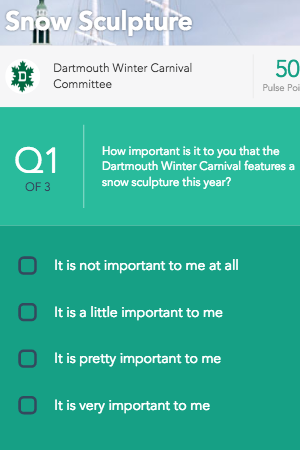 Snow Sculpture
Dartmouth Winter Carnival
Committee
50
Pulse Poi
D
Q1
OF 3
How important is it to you that the
Dartmouth Winter Carnival features a
snow sculpture this year?
It is not important to me at all
It is a little important to me
It is pretty important to me
It is very important to me